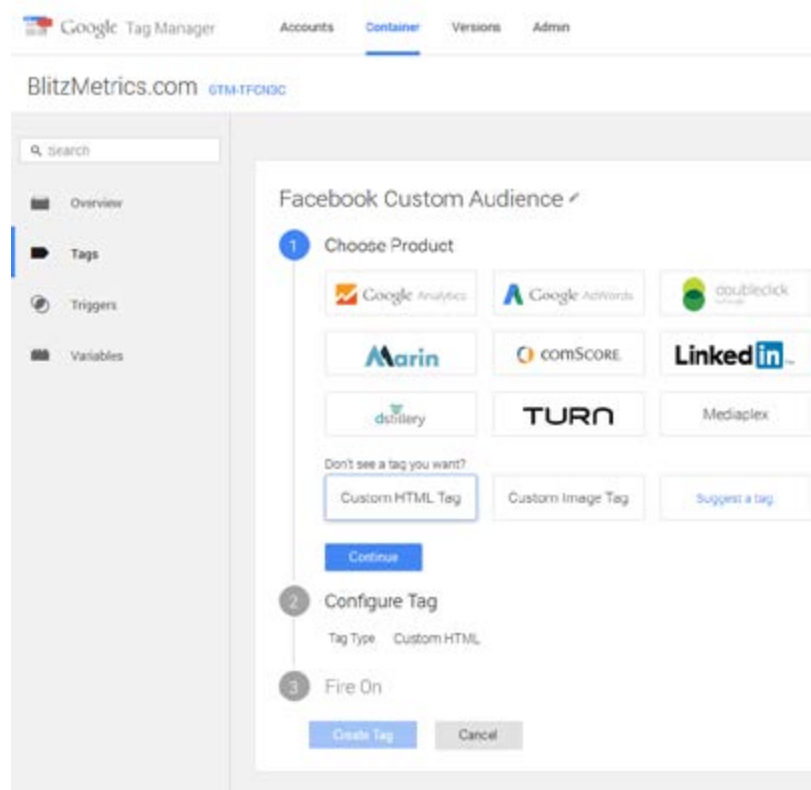 Google Tag Manager Accounts Container Versions Admin
BlitzMetrics.com GTM-TFCN3C
Search
Overview
Tags
Triggers
Variables
Facebook Custom Audience
1 Choose Product
Google Analytics Google AdWords doubleclick
Marin comSCORE. Linked in
dstillery TURN Mediaplex
Don't see a tag you want?
Custom HTML Tag Custom Image Tag Suggest a tag
Continue
2 Configure Tag
Tag Type Custom HTML
3 Fire On
Create Tag Cancel